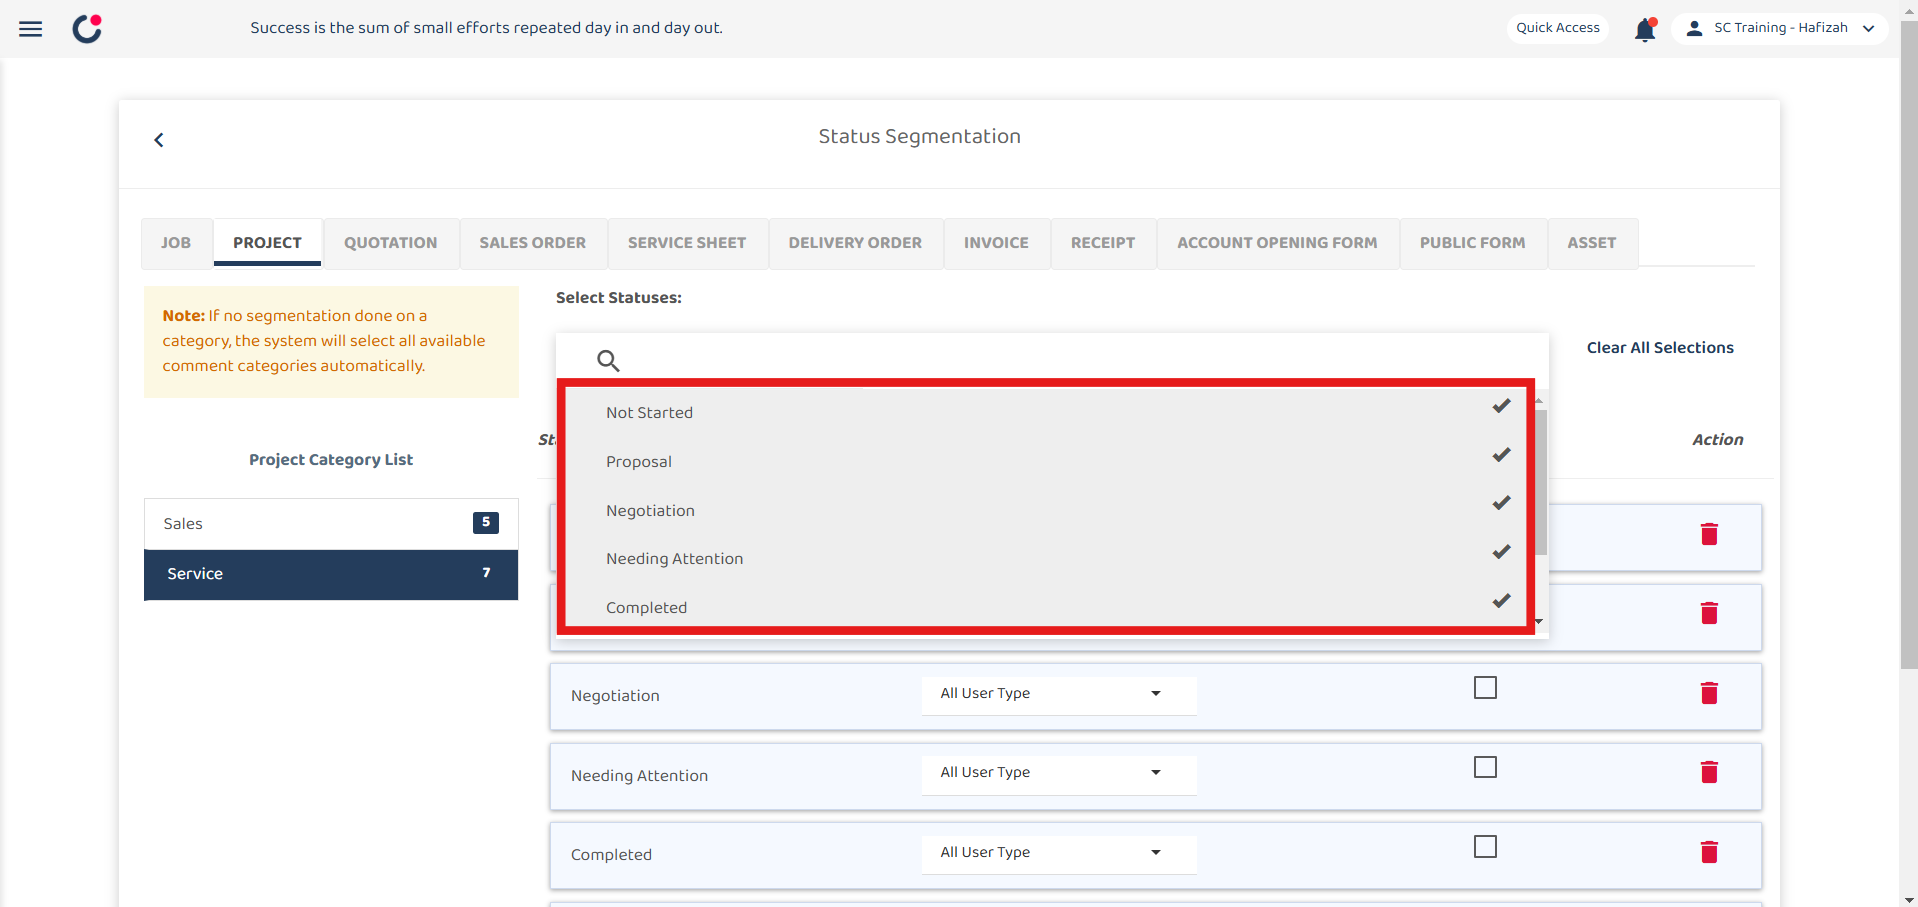 Success is the sum of small efforts repeated day in and day out.
Quick Access
SC Training - Hafizah
Status Segmentation
JOB
PROJECT
QUOTATION
SALES ORDER
SERVICE SHEET
DELIVERY ORDER
INVOICE
RECEIPT
ACCOUNT OPENING FORM
PUBLIC FORM
ASSET
Note: If no segmentation done on a
category, the system will select all available
comment categories automatically.
Project Category List
Sales 5
Service 7
Select Statuses:
Clear All Selections
Not Started
Proposal
Negotiation
Needing Attention
Completed
Action
Negotiation All User Type
Needing Attention All User Type
Completed All User Type